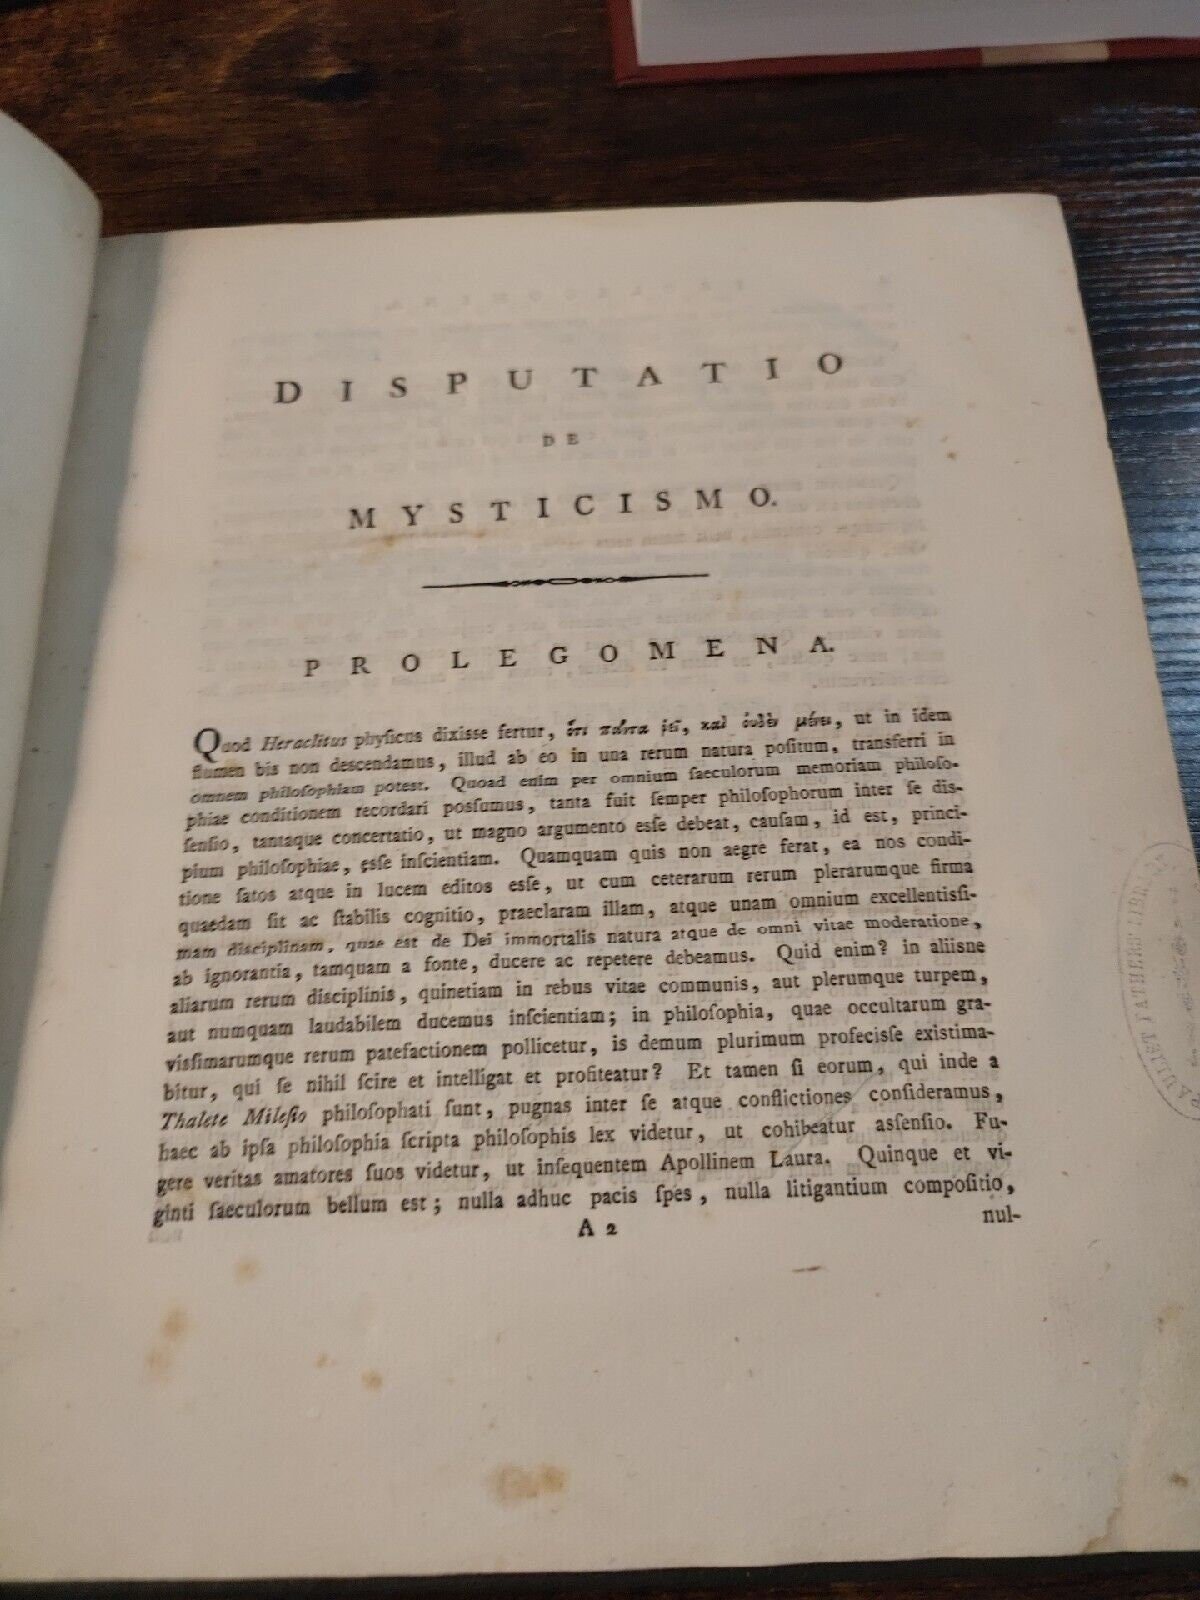 DISPUTATIO
DE
MYSTICISMO.
PROLEGOMENA.
Quod Heraclitus phyſicus dixiſſe fertur, ὅτι πάντα ῥεῖ, καὶ οὐδὲν μένει, ut in idem
flumen bis non deſcendamus, illud ab eo in una rerum natura poſitum, transferri in
omnem philoſophiam poteſt. Quoad enim per omnium ſaeculorum memoriam philoſo-
phiae conditionem recordari poſſumus, tanta fuit ſemper philoſophorum inter ſe dis-
ſenſio, tantaque concertatio, ut magno argumento eſſe debeat, cauſam, id est, princi-
pium philoſophiae, eſſe inſcientiam. Quamquam quis non aegre ferat, ea nos condi-
tione ſatos atque in lucem editos eſſe, ut cum ceterarum rerum plerarumque firma
quaedam ſit ac ſtabilis cognitio, praeclaram illam, atque unam omnium excellentiſſi-
mam disciplinam, quae est de Dei immortalis natura atque de omni vitae moderatione,
ab ignorantia, tamquam a fonte, ducere ac repetere debeamus. Quid enim? in aliisne
aliarum rerum disciplinis, quinetiam in rebus vitae communis, aut plerumque turpem,
aut numquam laudabilem ducemus inſcientiam; in philoſophia, quae occultarum gra-
viſſimarumque rerum patefactionem pollicetur, is demum plurimum profeciſſe existima-
bitur, qui ſe nihil ſcire et intelligat et profiteatur? Et tamen ſi eorum, qui inde a
Thalete Mileſio philoſophati ſunt, pugnas inter ſe atque conflictiones conſideramus,
haec ab ipſa philoſophia ſcripta philoſophis lex videtur, ut cohibeatur asſenſio. Fu-
gere veritas amatores ſuos videtur, ut inſequentem Apollinem Laura. Quinque et vi-
ginti ſaeculorum bellum est; nulla adhuc pacis ſpes, nulla litigantium compoſitio,
A 2
nul-